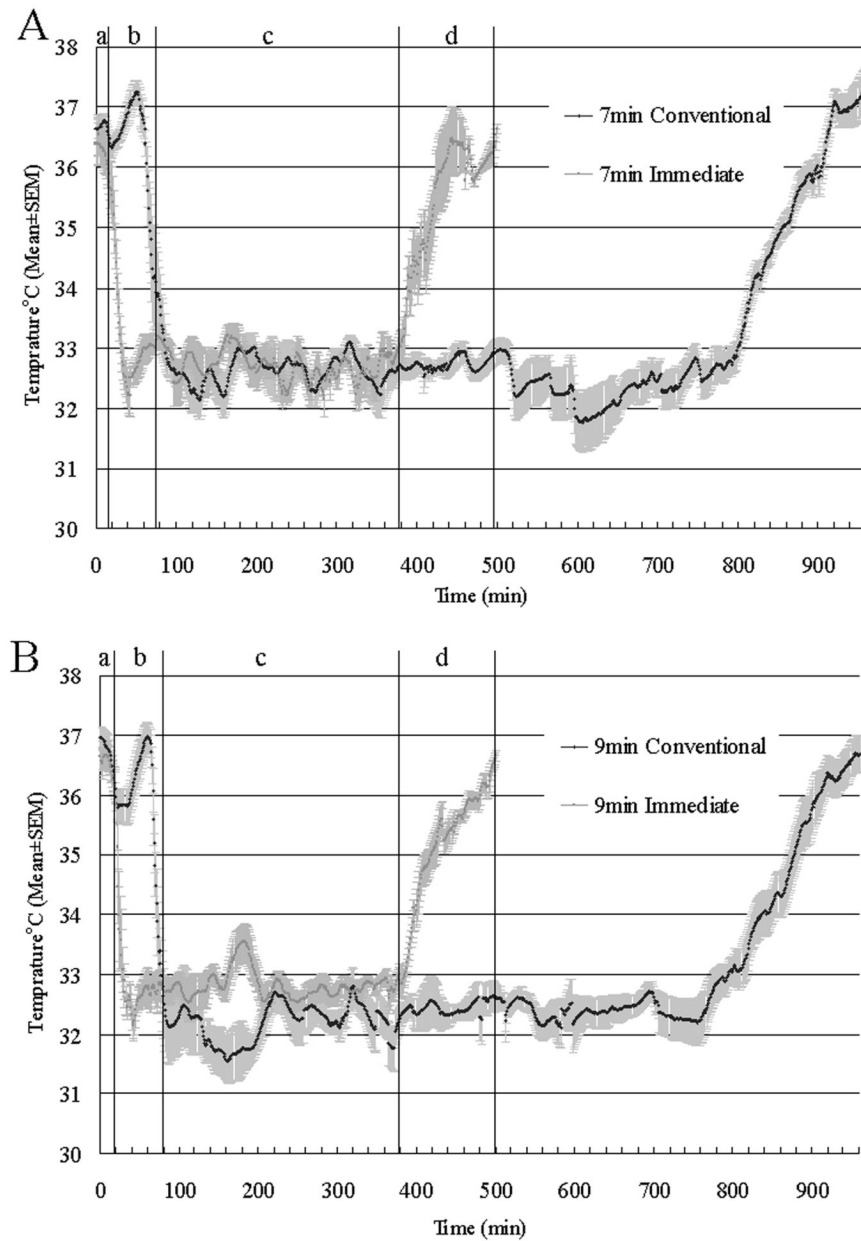 A
a b c d
38
37
36
35
34
33
32
31
30
Temprature°C (Mean±SEM)
7min Conventional
7min Immediate
0 100 200 300 400 500 600 700 800 900
Time (min)
B
a b c d
38
37
36
35
34
33
32
31
30
Temprature°C (Mean±SEM)
9min Conventional
9min Immediate
0 100 200 300 400 500 600 700 800 900
Time (min)